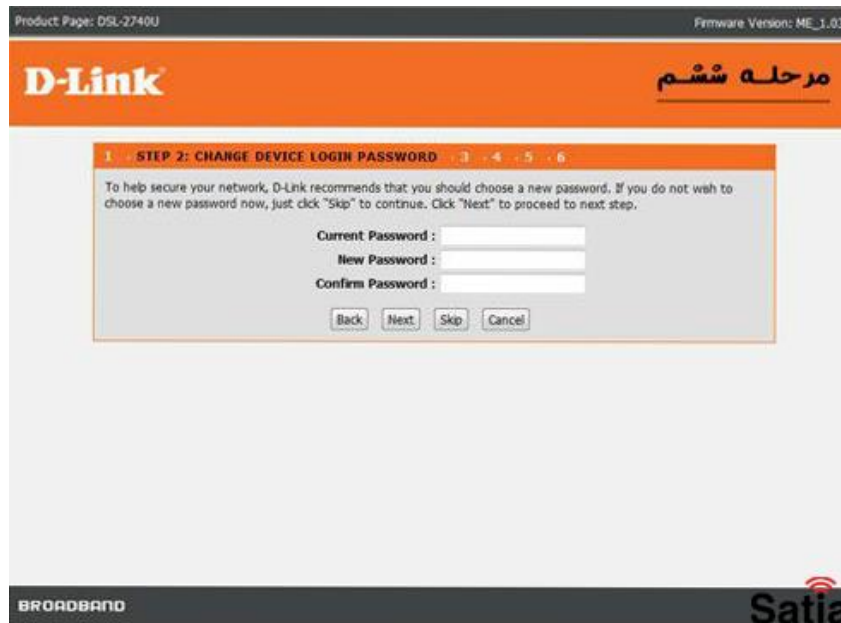 Product Page: DSL-2740U
Firmware Version: ME_1.01
D-Link
مرحله ششم
1 STEP 2: CHANGE DEVICE LOGIN PASSWORD 3 4 5 6
To help secure your network, D-Link recommends that you should choose a new password. If you do not wish to
choose a new password now, just click "Skip" to continue. Click "Next" to proceed to next step.
Current Password :
New Password :
Confirm Password :
Back Next Skip Cancel
BROADBAND
Satia